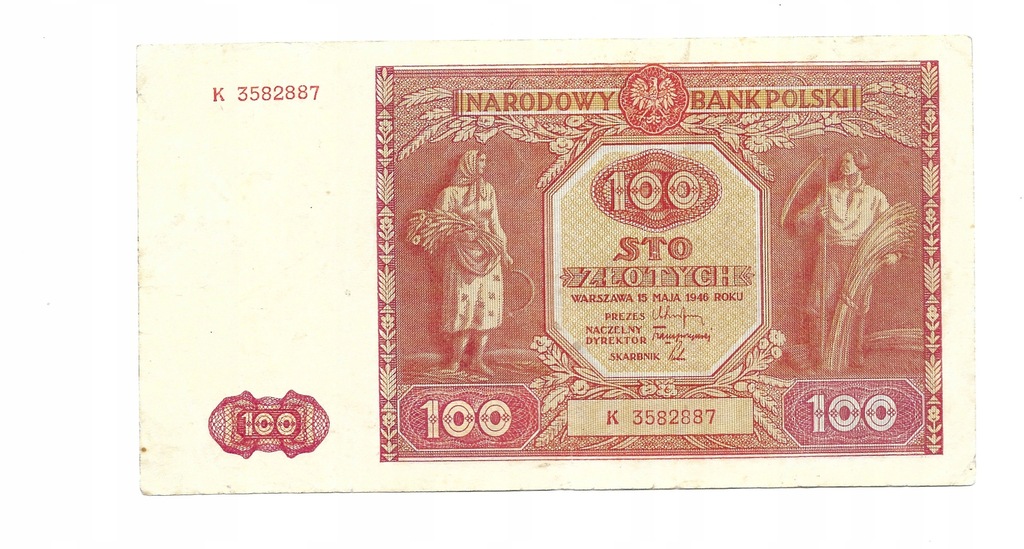 K 3582887
NARODOWY BANK POLSKI
100
STO
ZŁOTYCH
WARSZAWA 15 MAJA 1946 ROKU
PREZES
NACZELNY
DYREKTOR
SKARBNIK
100
100
K 3582887
100